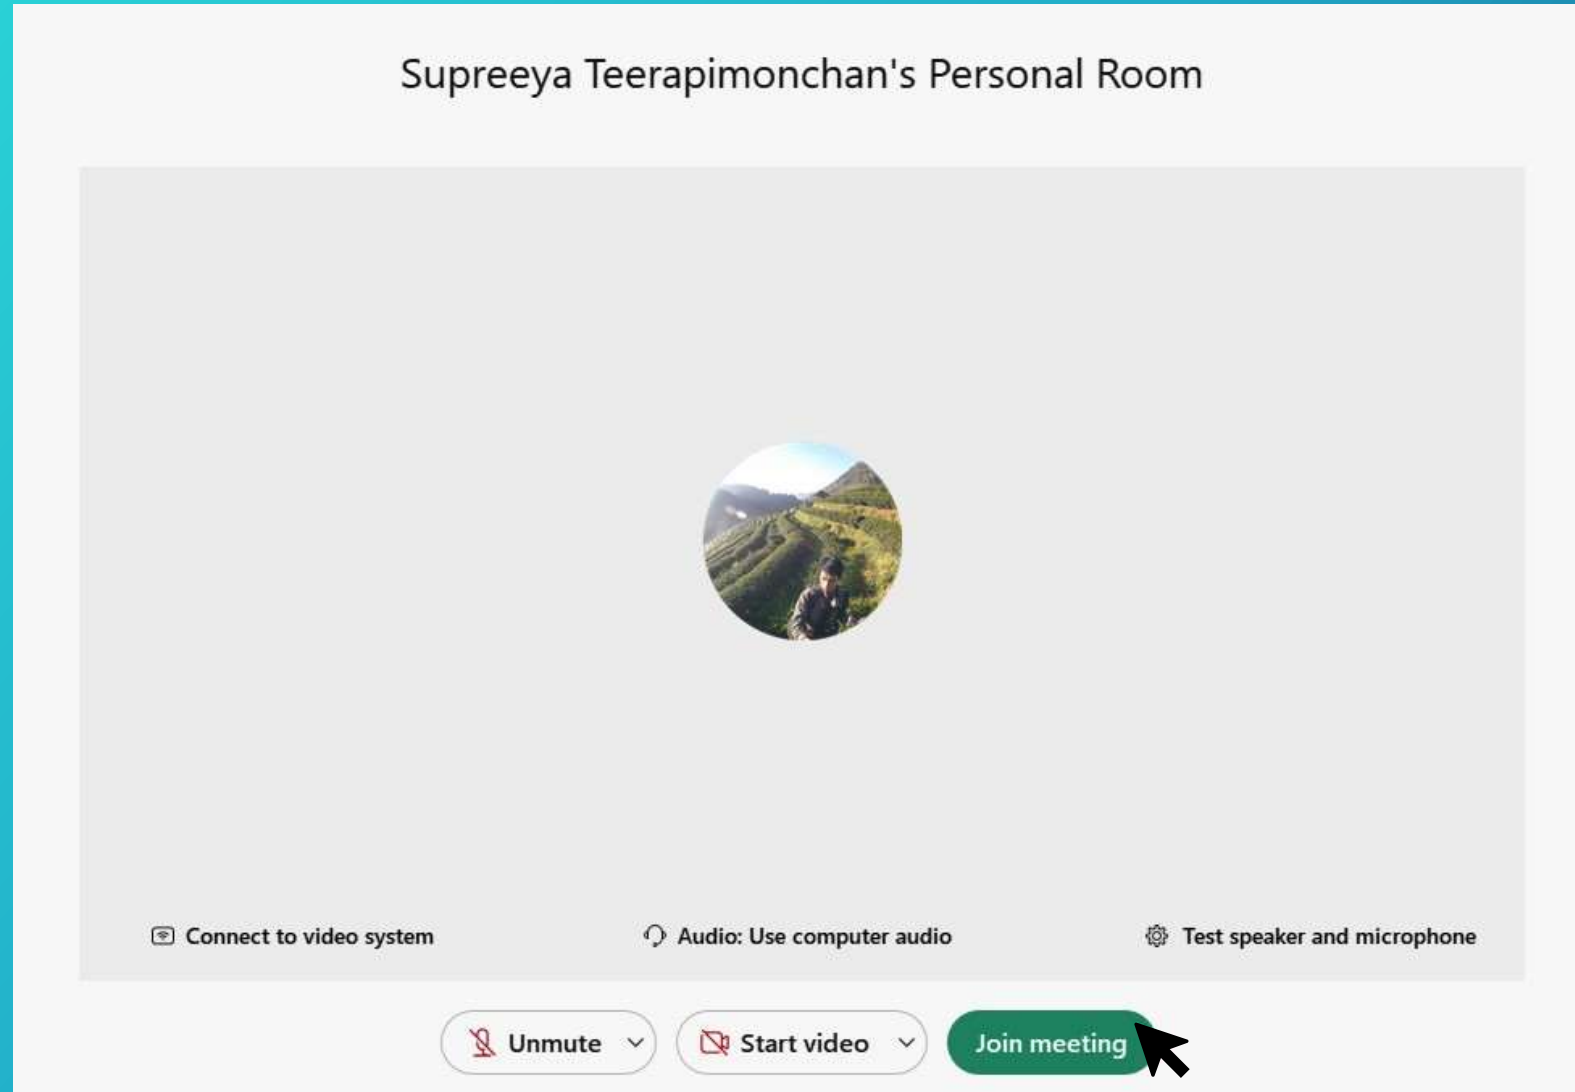 Supreeya Teerapimonchan's Personal Room
Connect to video system
Audio: Use computer audio
Test speaker and microphone
Unmute
Start video
Join meeting